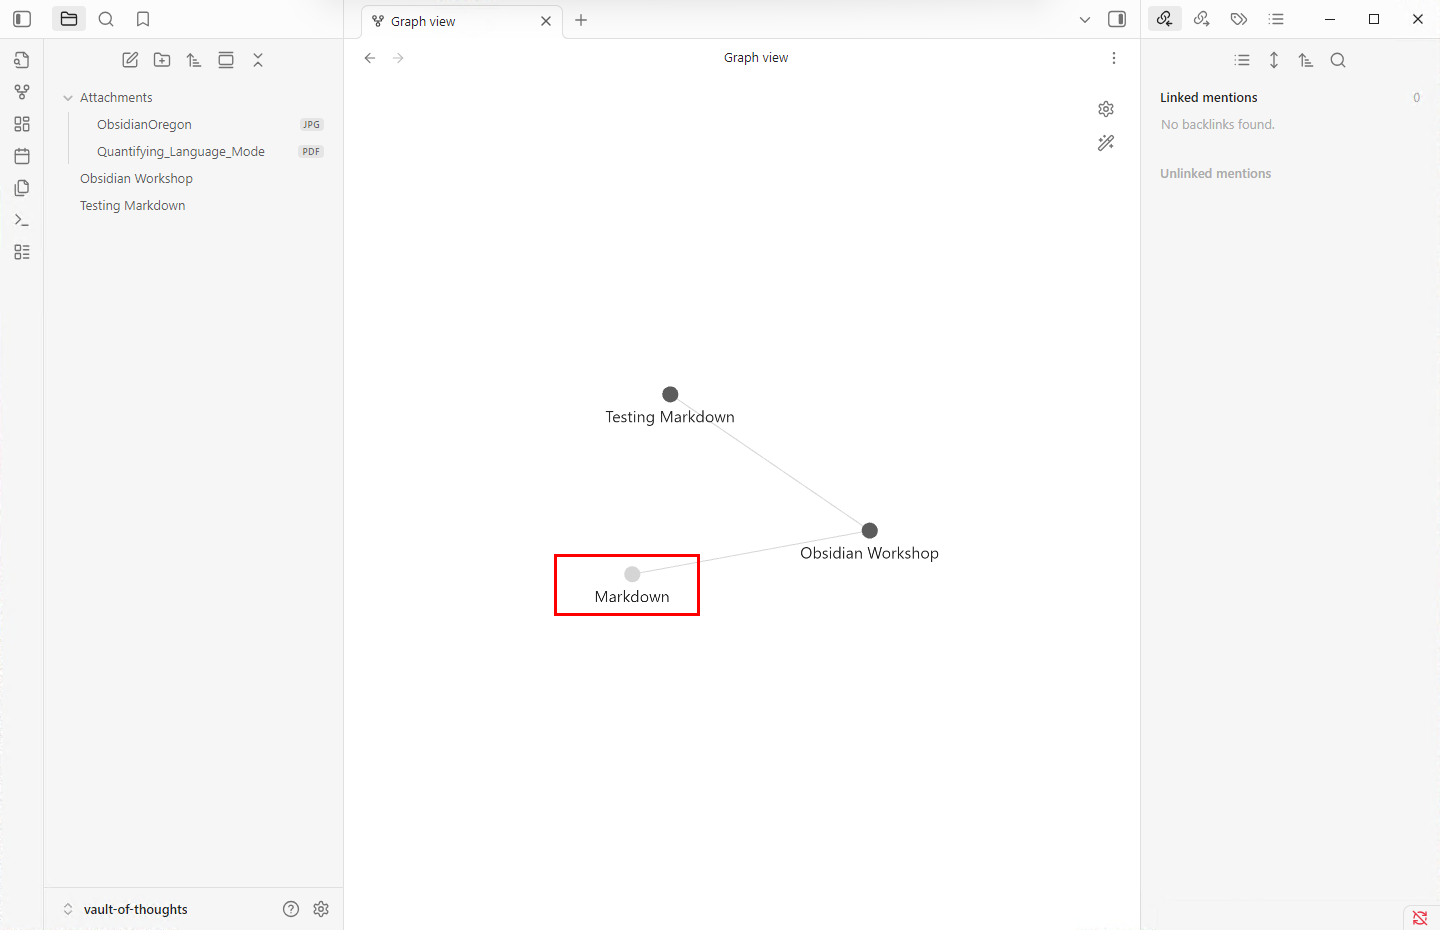 Graph view
Graph view
Attachments
ObsidianOregon JPG
Quantifying_Language_Mode PDF
Obsidian Workshop
Testing Markdown
Testing Markdown
Obsidian Workshop
Markdown
Linked mentions 0
No backlinks found.
Unlinked mentions
vault-of-thoughts